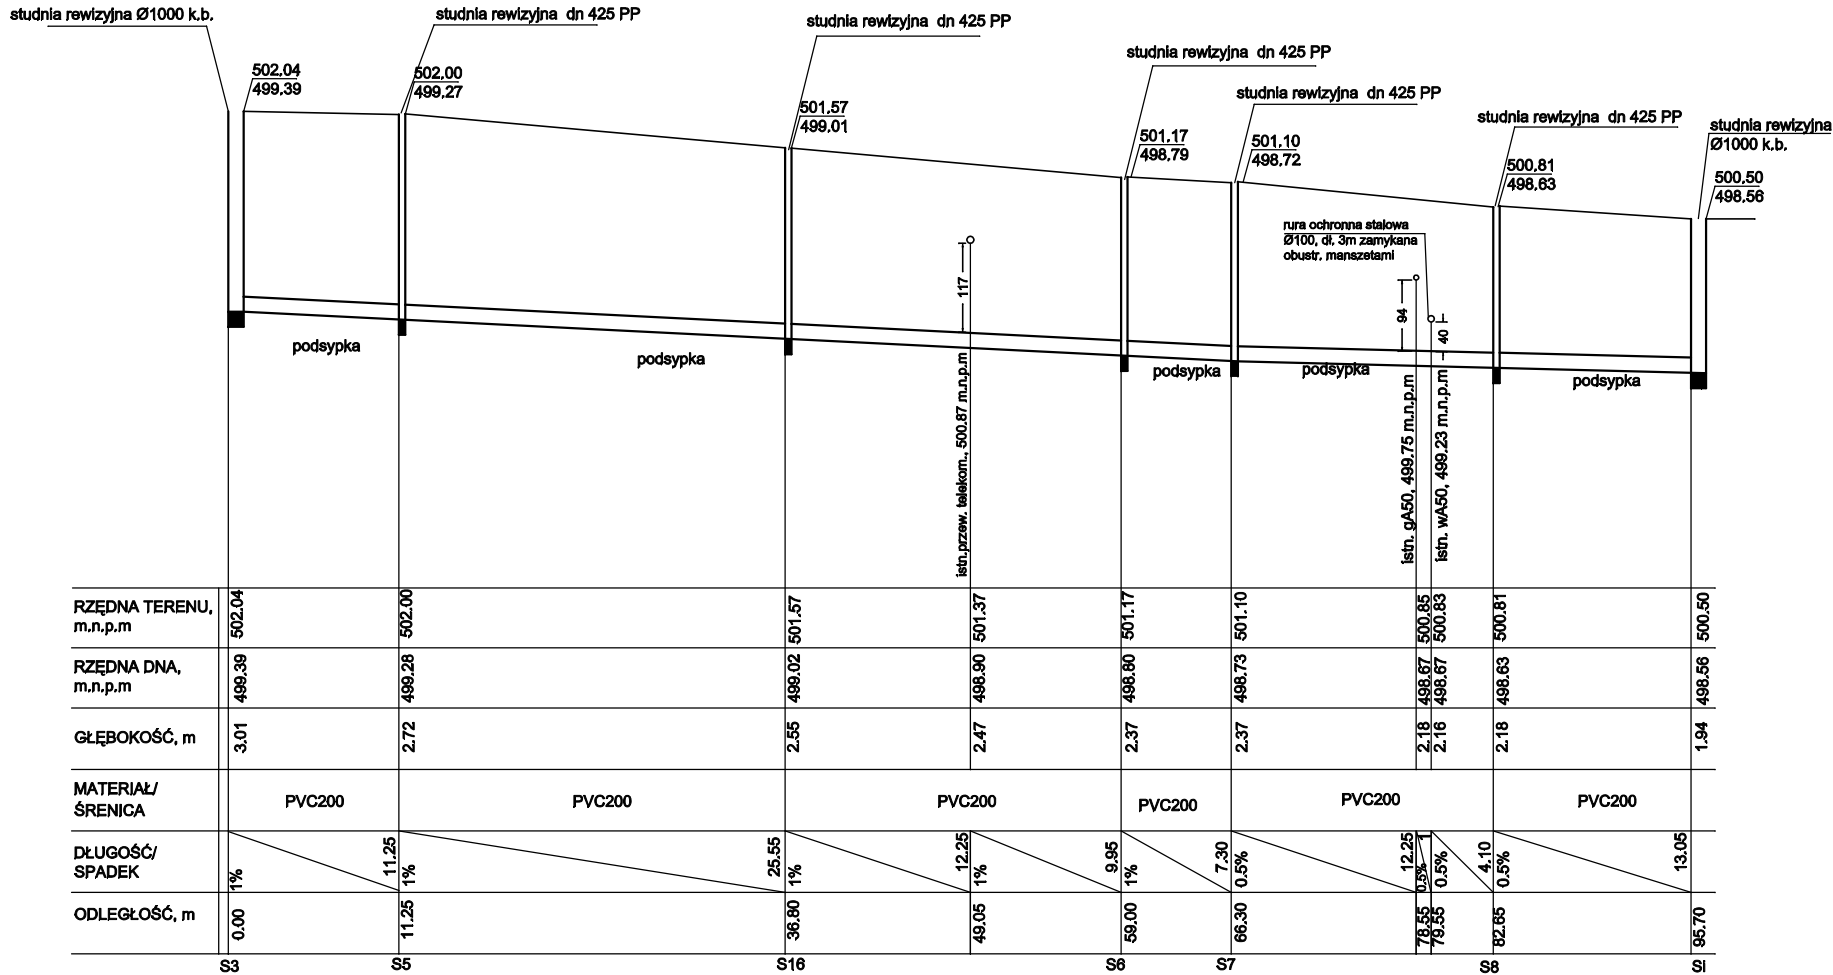 studnia rewizyjna Ø1000 k.b.
studnia rewizyjna dn 425 PP
studnia rewizyjna dn 425 PP
studnia rewizyjna dn 425 PP
studnia rewizyjna dn 425 PP
studnia rewizyjna dn 425 PP
studnia rewizyjna
Ø1000 k.b.
502.04
499.39
502.00
499.27
501.57
499.01
501.17
498.79
501.10
498.72
500.81
498.63
500.50
498.56
rura ochronna stalowa
Ø100, dł. 3m zamykana
obustr. manszetami
117
94
40
podsypka
podsypka
podsypka
podsypka
podsypka
istn.przew. telekom., 500.87 m.n.p.m
istn. gA50, 499.75 m.n.p.m
istn. wA50, 499.23 m.n.p.m
RZĘDNA TERENU,
m.n.p.m
502.04
502.00
501.57
501.37
501.17
501.10
500.85
500.83
500.81
500.50
RZĘDNA DNA,
m.n.p.m
499.39
499.28
499.02
498.90
498.80
498.73
498.67
498.67
498.63
498.56
GŁĘBOKOŚĆ, m
3.01
2.72
2.55
2.47
2.37
2.37
2.18
2.16
2.18
1.94
MATERIAŁ/
ŚRENICA
PVC200
PVC200
PVC200
PVC200
PVC200
PVC200
DŁUGOŚĆ/
SPADEK
1%
11.25
1%
25.55
1%
12.25
1%
9.95
1%
7.30
0.5%
12.25
0.5%
1
0.5%
4.10
0.5%
13.05
ODLEGŁOŚĆ, m
0.00
11.25
36.80
49.05
59.00
66.30
78.55
79.55
82.65
95.70
S3
S5
S16
S6
S7
S8
SI